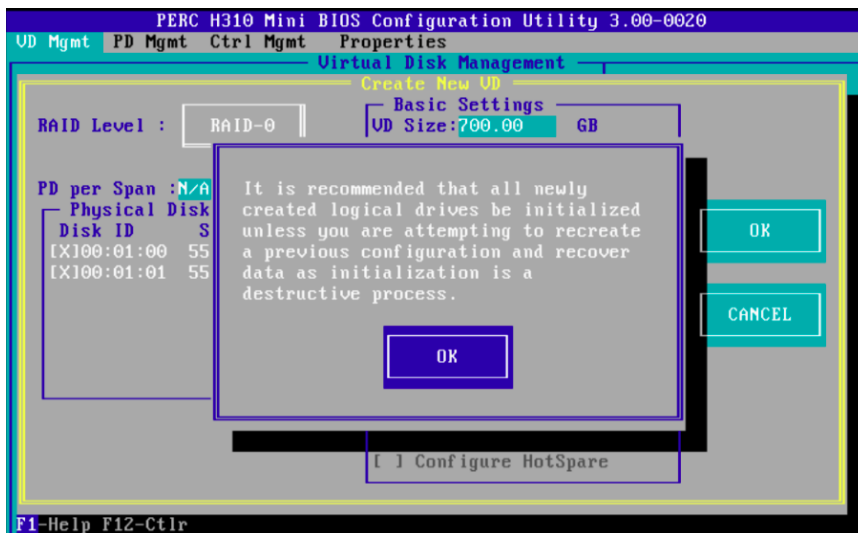 PERC H310 Mini BIOS Configuration Utility 3.00-0020
VD Mgmt PD Mgmt Ctrl Mgmt Properties
Virtual Disk Management
Create New VD
RAID Level : RAID-0
Basic Settings
VD Size:700.00 GB
PD per Span :N/A
Physical Disk
Disk ID S
[X]00:01:00 55
[X]00:01:01 55
It is recommended that all newly
created logical drives be initialized
unless you are attempting to recreate
a previous configuration and recover
data as initialization is a
destructive process.
OK
OK
CANCEL
[ ] Configure HotSpare
F1-Help F12-Ctlr